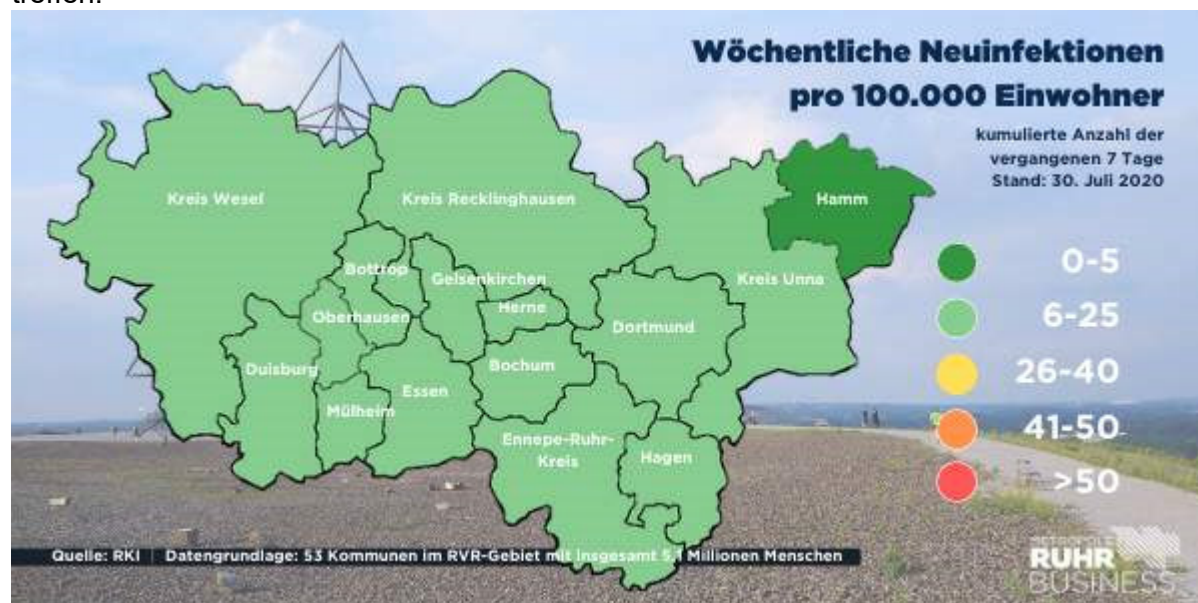 treffen.
Wöchentliche Neuinfektionen
pro 100.000 Einwohner
kumulierte Anzahl der
vergangenen 7 Tage
Stand: 30. Juli 2020
Kreis Wesel
Kreis Recklinghausen
Hamm
Bottrop
Gelsenkirchen
Kreis Unna
Oberhausen
Herne
Dortmund
Duisburg
Essen
Bochum
Mülheim
Ennepe-Ruhr-
Kreis
Hagen
0-5
6-25
26-40
41-50
>50
Quelle: RKI | Datengrundlage: 53 Kommunen im RVR-Gebiet mit insgesamt 5,1 Millionen Menschen
METROPOLE
RUHR
BUSINESS